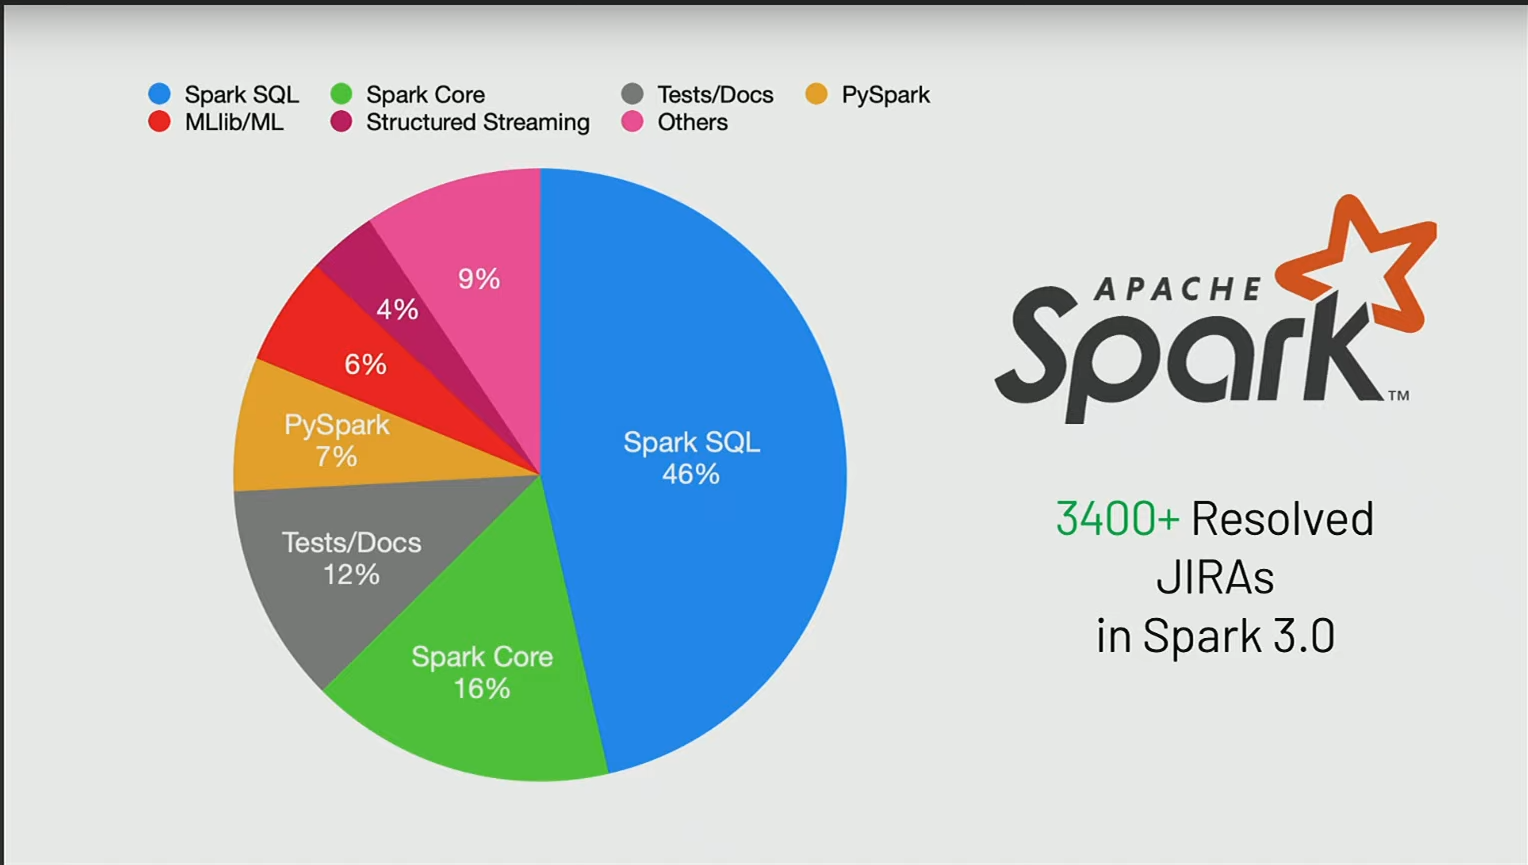 Spark SQL
Spark Core
Tests/Docs
PySpark
MLlib/ML
Structured Streaming
Others
9%
4%
6%
PySpark
7%
Spark SQL
46%
Tests/Docs
12%
Spark Core
16%
APACHE
Spark™
3400+ Resolved
JIRAs
in Spark 3.0